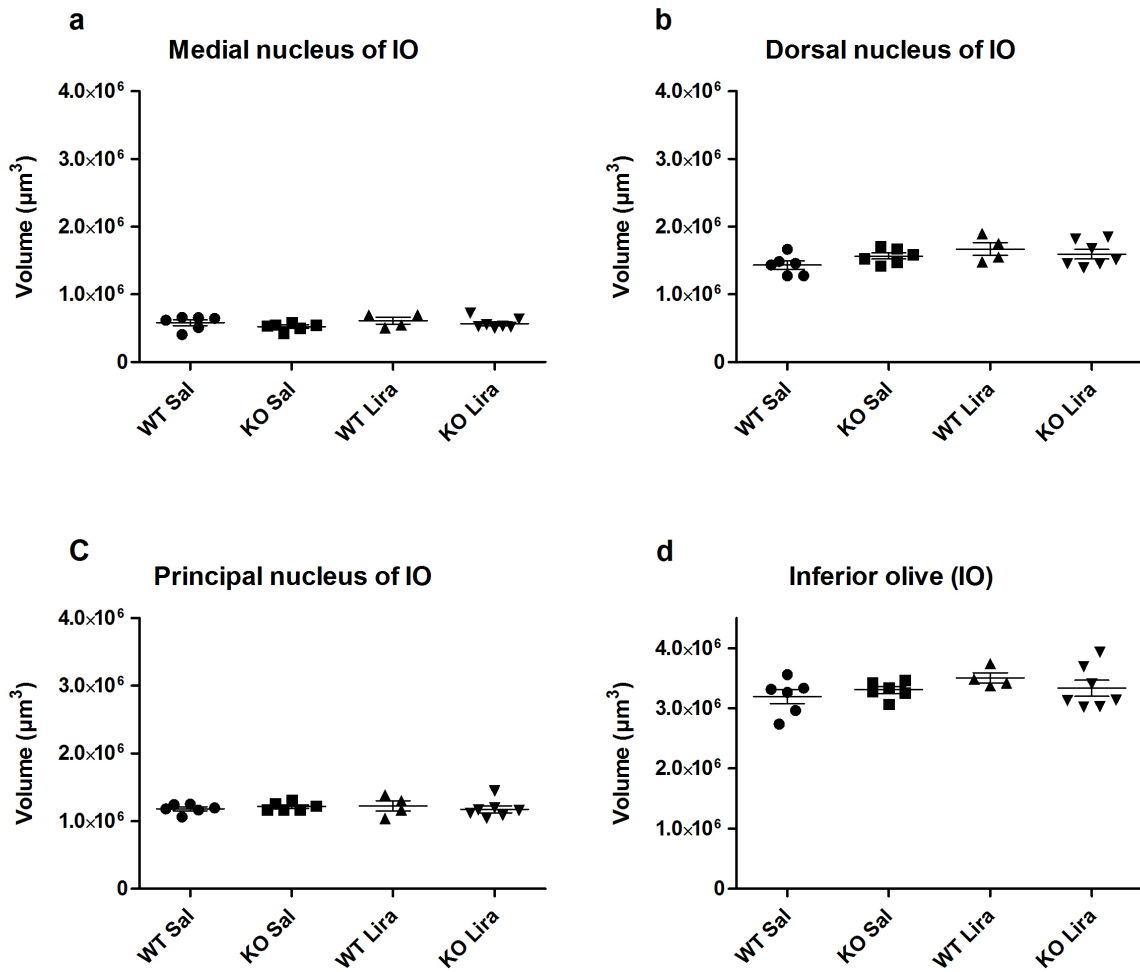 a
Medial nucleus of IO
Volume (µm³)
4.0×10⁶
3.0×10⁶
2.0×10⁶
1.0×10⁶
0
WT Sal
KO Sal
WT Lira
KO Lira
b
Dorsal nucleus of IO
Volume (µm³)
4.0×10⁶
3.0×10⁶
2.0×10⁶
1.0×10⁶
0
WT Sal
KO Sal
WT Lira
KO Lira
C
Principal nucleus of IO
Volume (µm³)
4.0×10⁶
3.0×10⁶
2.0×10⁶
1.0×10⁶
0
WT Sal
KO Sal
WT Lira
KO Lira
d
Inferior olive (IO)
Volume (µm³)
4.0×10⁶
3.0×10⁶
2.0×10⁶
1.0×10⁶
0
WT Sal
KO Sal
WT Lira
KO Lira